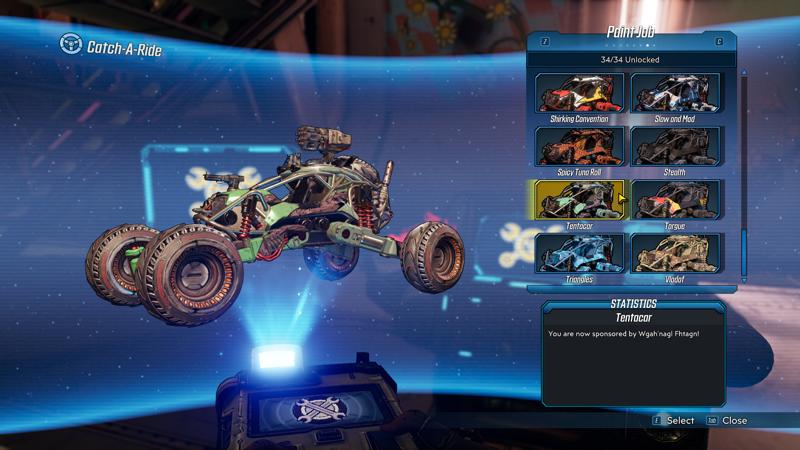 Catch-A-Ride
Paint Job
34/34 Unlocked
Shirking Convention
Slow and Mad
Spicy Tuna Roll
Stealth
Tentacar
Torgue
Triangles
Vladof
STATISTICS
Tentacar
You are now sponsored by Wgah'nagl Fhtagn!
E Select
Tab Close